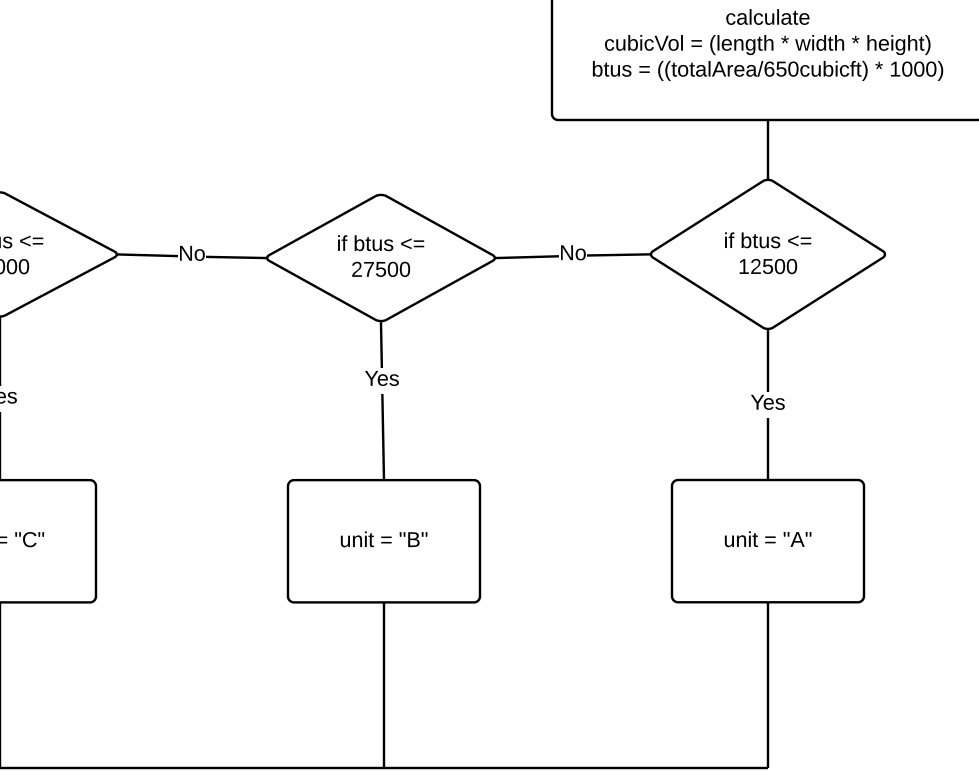 calculate
cubicVol = (length * width * height)
btus = ((totalArea/650cubicft) * 1000)
<=
No
if btus <=
27500
No
if btus <=
12500
Yes
Yes
= "C"
unit = "B"
unit = "A"